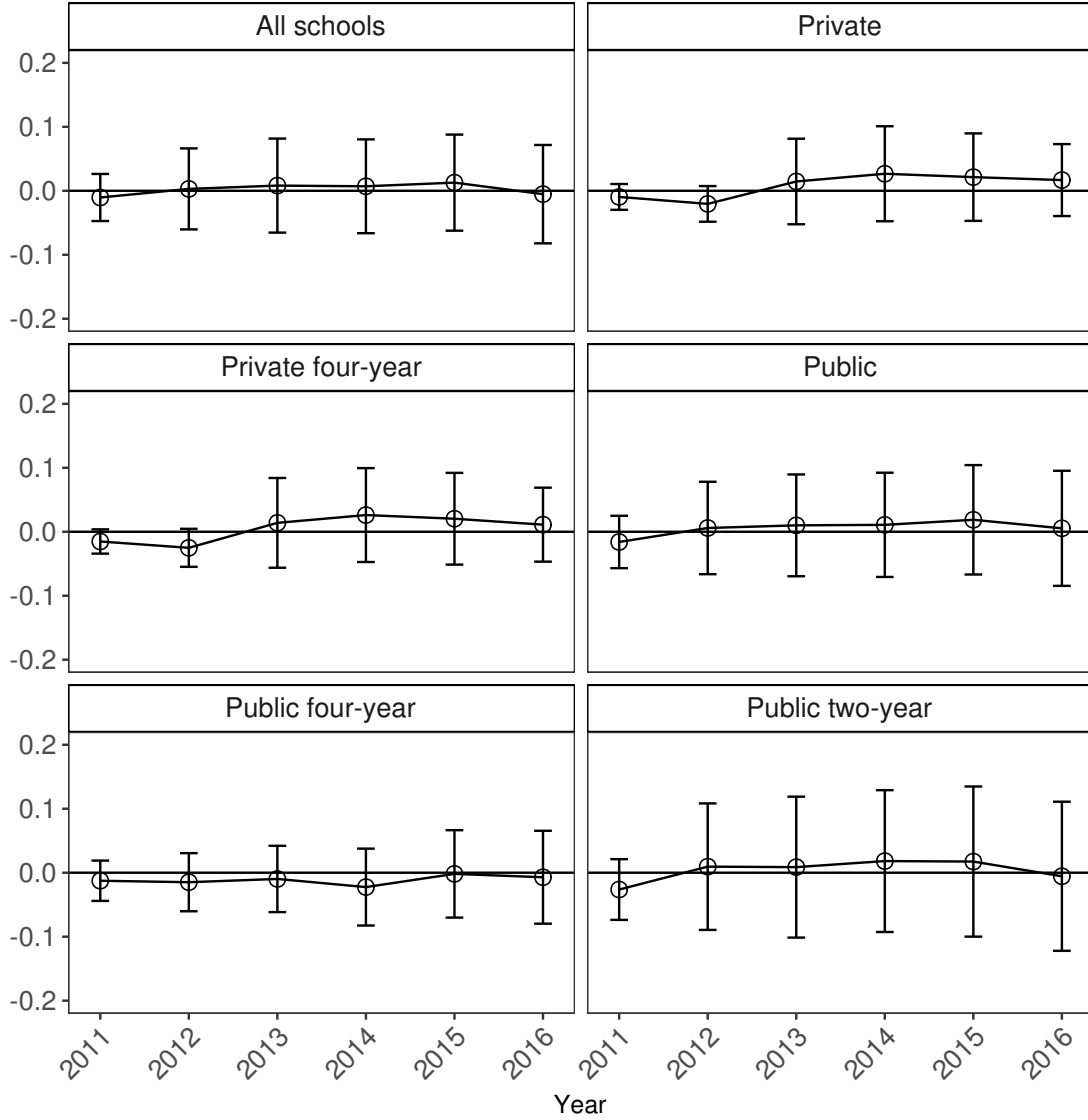 All schools
Private
0.2
0.1
0.0
-0.1
-0.2
Private four-year
Public
0.2
0.1
0.0
-0.1
-0.2
Public four-year
Public two-year
0.2
0.1
0.0
-0.1
-0.2
2011 2012 2013 2014 2015 2016
2011 2012 2013 2014 2015 2016
Year